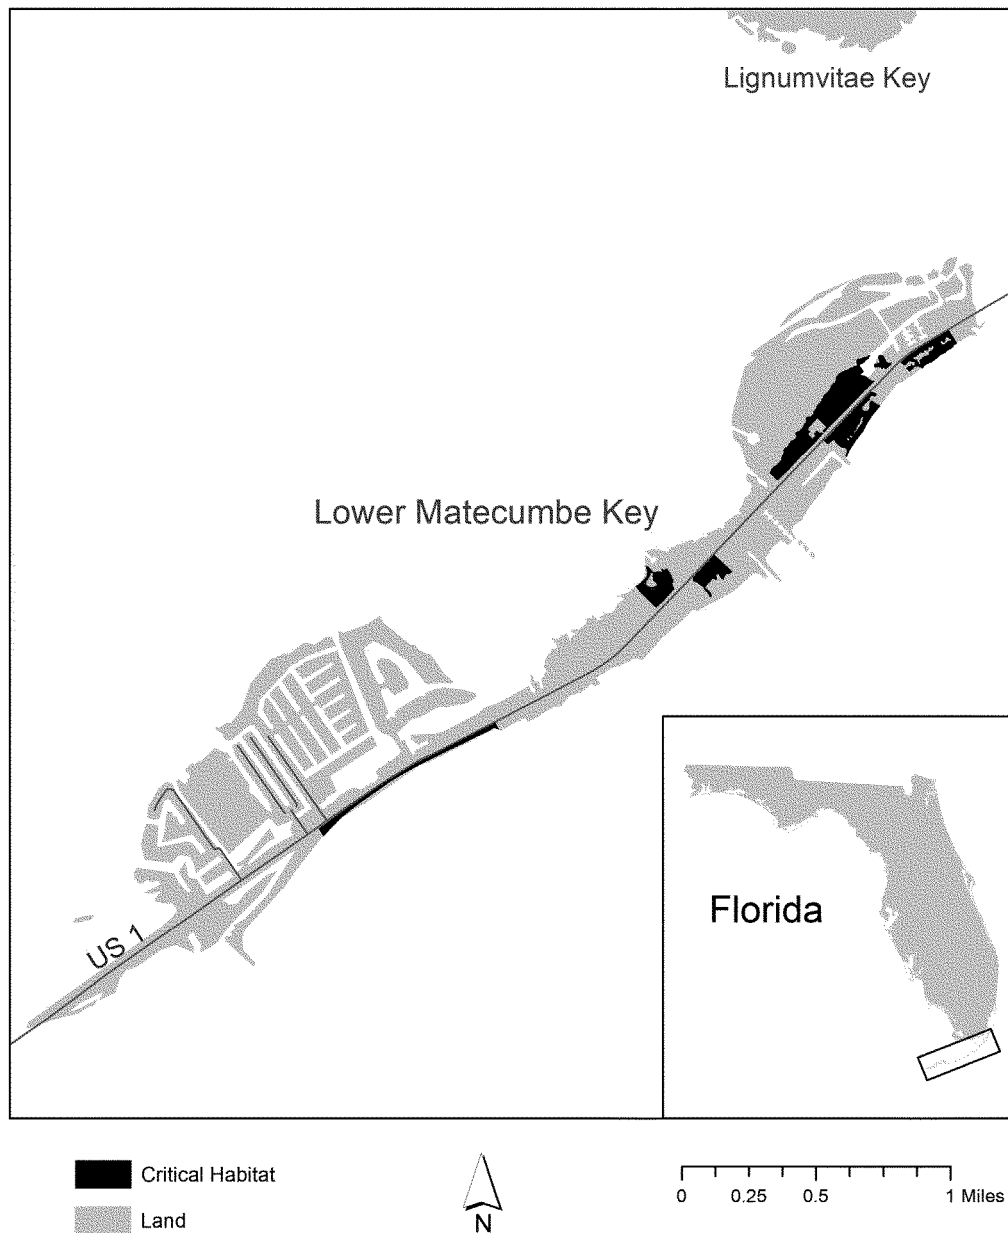 Lignumvitae Key
Lower Matecumbe Key
US 1
Florida
Critical Habitat
Land
N
0 0.25 0.5 1 Miles